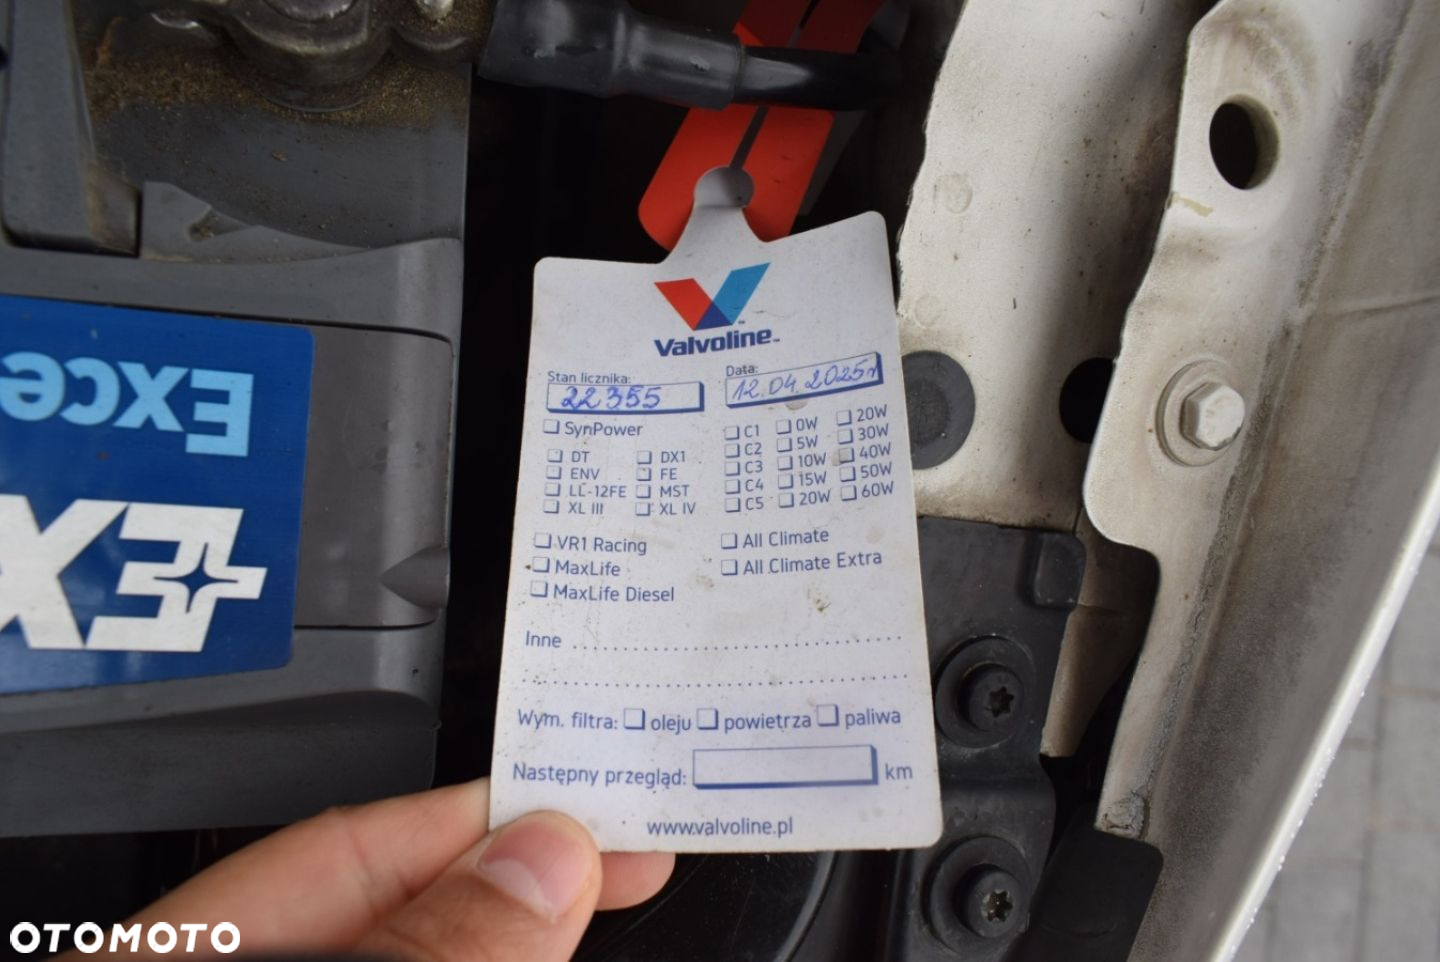 Valvoline™
Stan licznika: Data:
22355 12.04.2025r
SynPower
DT DX1
ENV FE
LL-12FE MST
XL III XL IV
C1 0W 20W
C2 5W 30W
C3 10W 40W
C4 15W 50W
C5 20W 60W
VR1 Racing All Climate
MaxLife All Climate Extra
MaxLife Diesel
Inne
Wym. filtra: oleju powietrza paliwa
Następny przegląd: km
www.valvoline.pl
Exce
Ex
OTOMOTO